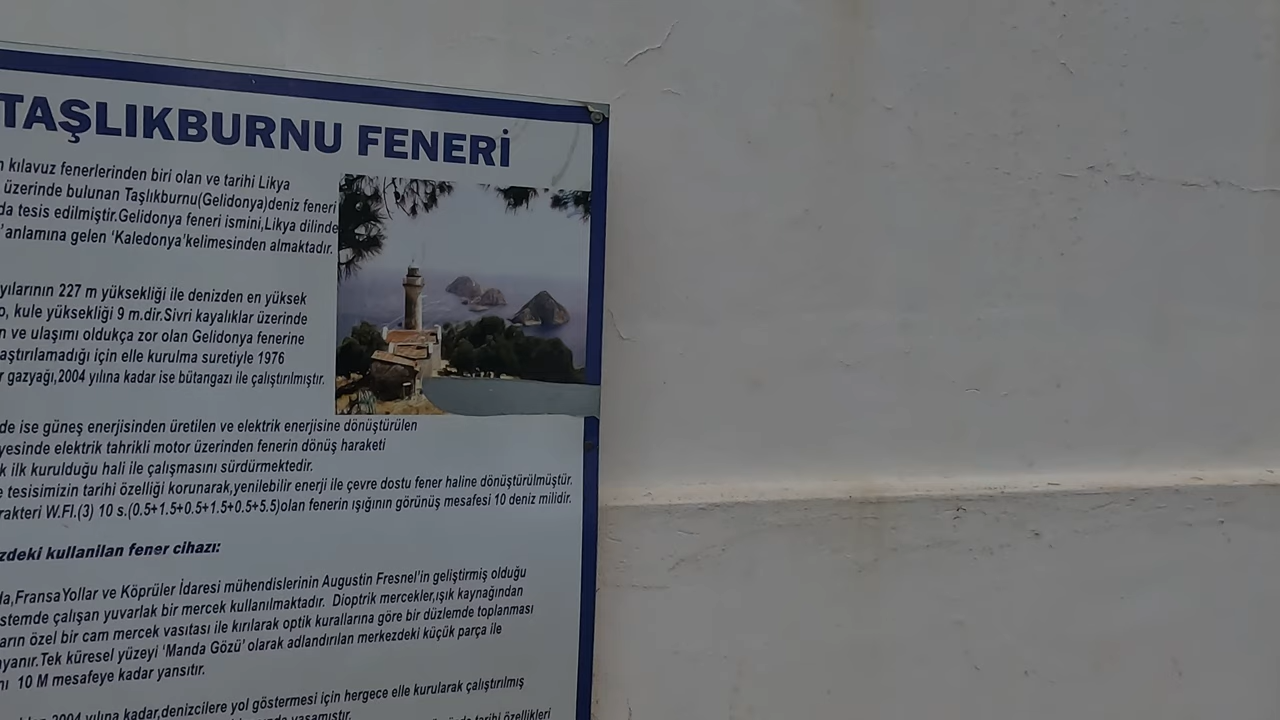 TAŞLIKBURNU FENERİ
kılavuz fenerlerinden biri olan ve tarihi Likya
üzerinde bulunan Taşlıkburnu(Gelidonya)deniz feneri
da tesis edilmiştir.Gelidonya feneri ismini,Likya dilinde
'anlamına gelen 'Kaledonya'kelimesinden almaktadır.
yılarının 227 m yüksekliği ile denizden en yüksek
kule yüksekliği 9 m.dir.Sivri kayalıklar üzerinde
ve ulaşımı oldukça zor olan Gelidonya fenerine
aştırılamadığı için elle kurulma suretiyle 1976
gazyağı,2004 yılına kadar ise bütangazı ile çalıştırılmıştır.
de ise güneş enerjisinden üretilen ve elektrik enerjisine dönüştürülen
yesinde elektrik tahrikli motor üzerinden fenerin dönüş haraketi
k ilk kurulduğu hali ile çalışmasını sürdürmektedir.
tesisimizin tarihi özelliği korunarak,yenilebilir enerji ile çevre dostu fener haline dönüştürülmüştür.
rakteri W.Fl.(3) 10 s.(0.5+1.5+0.5+1.5+0.5+5.5)olan fenerin ışığının görünüş mesafesi 10 deniz milidir.
zdeki kullanilan fener cihazı:
da,FransaYollar ve Köprüler İdaresi mühendislerinin Augustin Fresnel'in geliştirmiş olduğu
stemde çalışan yuvarlak bir mercek kullanılmaktadır. Dioptrik mercekler,ışık kaynağından
arın özel bir cam mercek vasıtası ile kırılarak optik kurallarına göre bir düzlemde toplanması
yanır.Tek küresel yüzeyi 'Manda Gözü' olarak adlandırılan merkezdeki küçük parça ile
nı 10 M mesafeye kadar yansıtır.
2004 yılına kadar,denizcilere yol göstermesi için hergece elle kurularak çalıştırılmış
yaşamıştır.
tarihi özellikleri